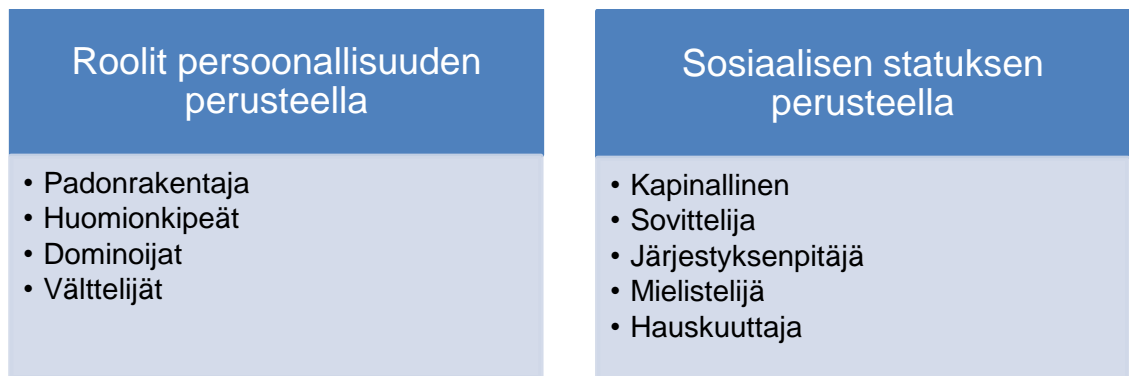 Roolit persoonallisuuden
perusteella
• Padonrakentaja
• Huomionkipeät
• Dominoijat
• Välttelijät
Sosiaalisen statuksen
perusteella
• Kapinallinen
• Sovittelija
• Järjestyksenpitäjä
• Mielistelijä
• Hauskuuttaja